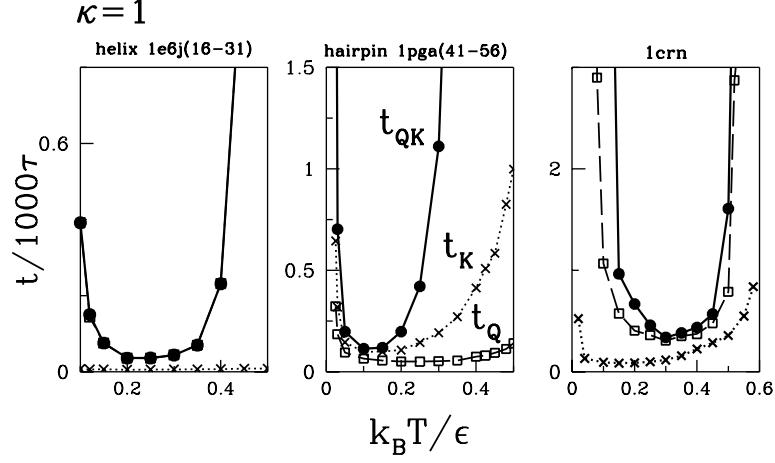 κ=1
helix 1e6j(16−31)
hairpin 1pga(41−56)
1crn
t/1000τ
0.6
0
0.2
0.4
1.5
1
0.5
0
0
0.2
0.4
t_QK
t_K
t_Q
2
0
0
0.2
0.4
0.6
k_B T/ϵ